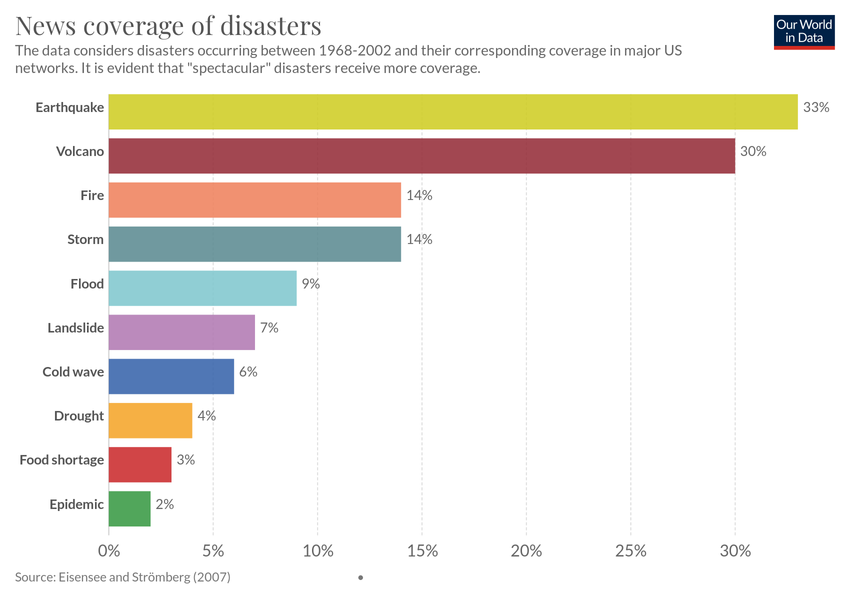 News coverage of disasters
Our World
in Data
The data considers disasters occurring between 1968-2002 and their corresponding coverage in major US
networks. It is evident that "spectacular" disasters receive more coverage.
Earthquake 33%
Volcano 30%
Fire 14%
Storm 14%
Flood 9%
Landslide 7%
Cold wave 6%
Drought 4%
Food shortage 3%
Epidemic 2%
0% 5% 10% 15% 20% 25% 30%
Source: Eisensee and Strömberg (2007) •